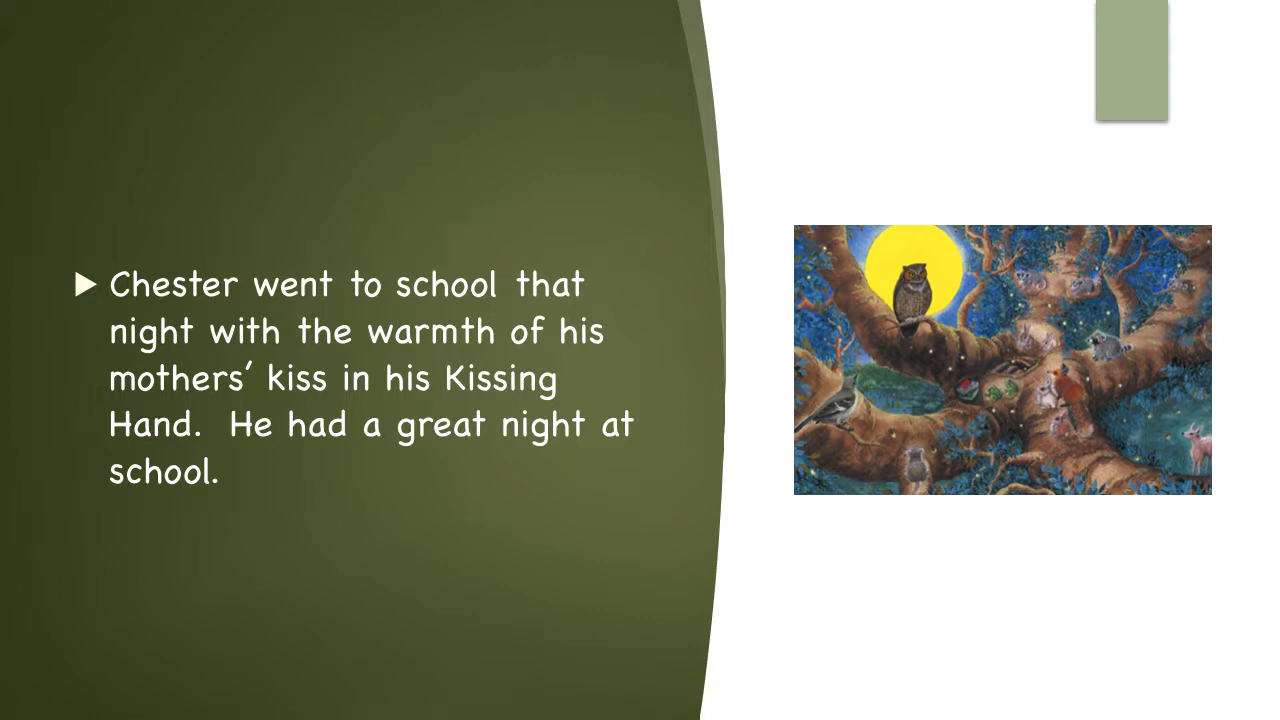 Chester went to school that
night with the warmth of his
mothers’ kiss in his Kissing
Hand. He had a great night at
school.